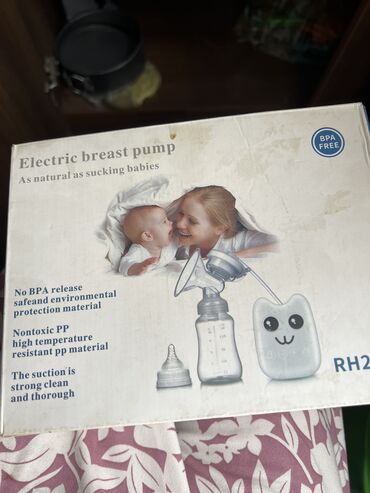 Electric breast pump
As natural as sucking babies
BPA
FREE
No BPA release
safeand environmental
protection material
Nontoxic PP
high temperature
resistant pp material
The suction is
strong clean
and thorough
RH2